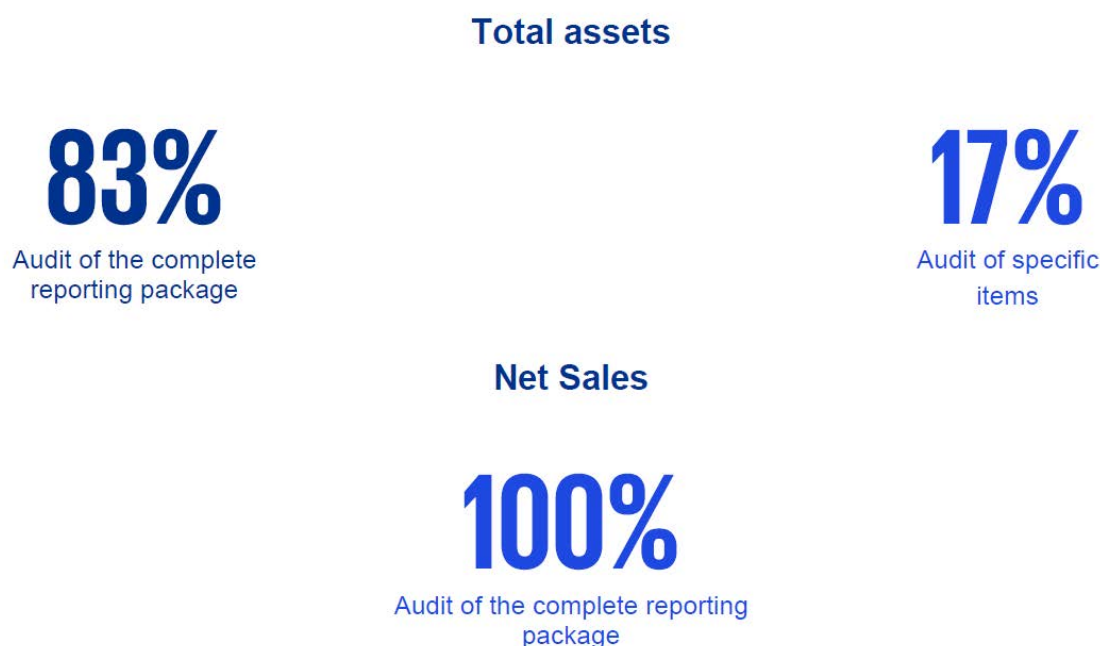 Total assets
83%
Audit of the complete
reporting package
17%
Audit of specific
items
Net Sales
100%
Audit of the complete reporting
package